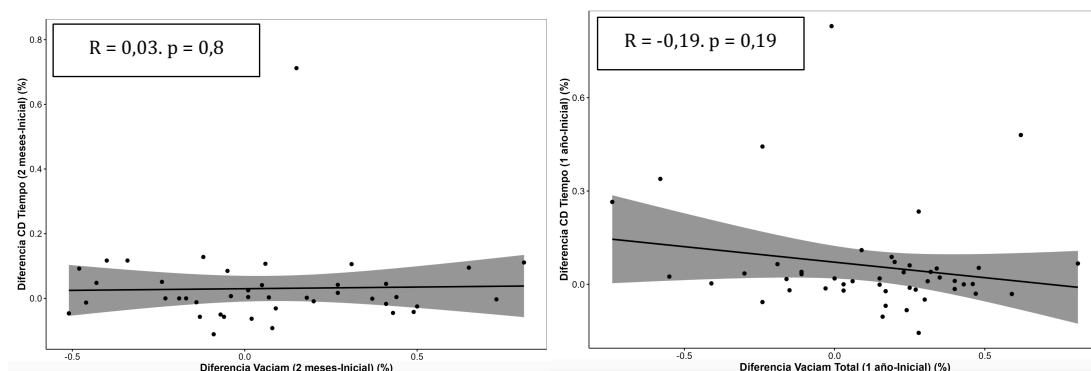 R = 0,03. p = 0,8
0.8
0.6
0.4
0.2
0.0
-0.5
0.0
0.5
Diferencia CD Tiempo (2 meses-Inicial) (%)
Diferencia Vaciam (2 meses-Inicial) (%)
R = -0,19. p = 0,19
0.6
0.3
0.0
-0.5
0.0
0.5
Diferencia CD Tiempo (1 año-Inicial) (%)
Diferencia Vaciam Total (1 año-Inicial) (%)